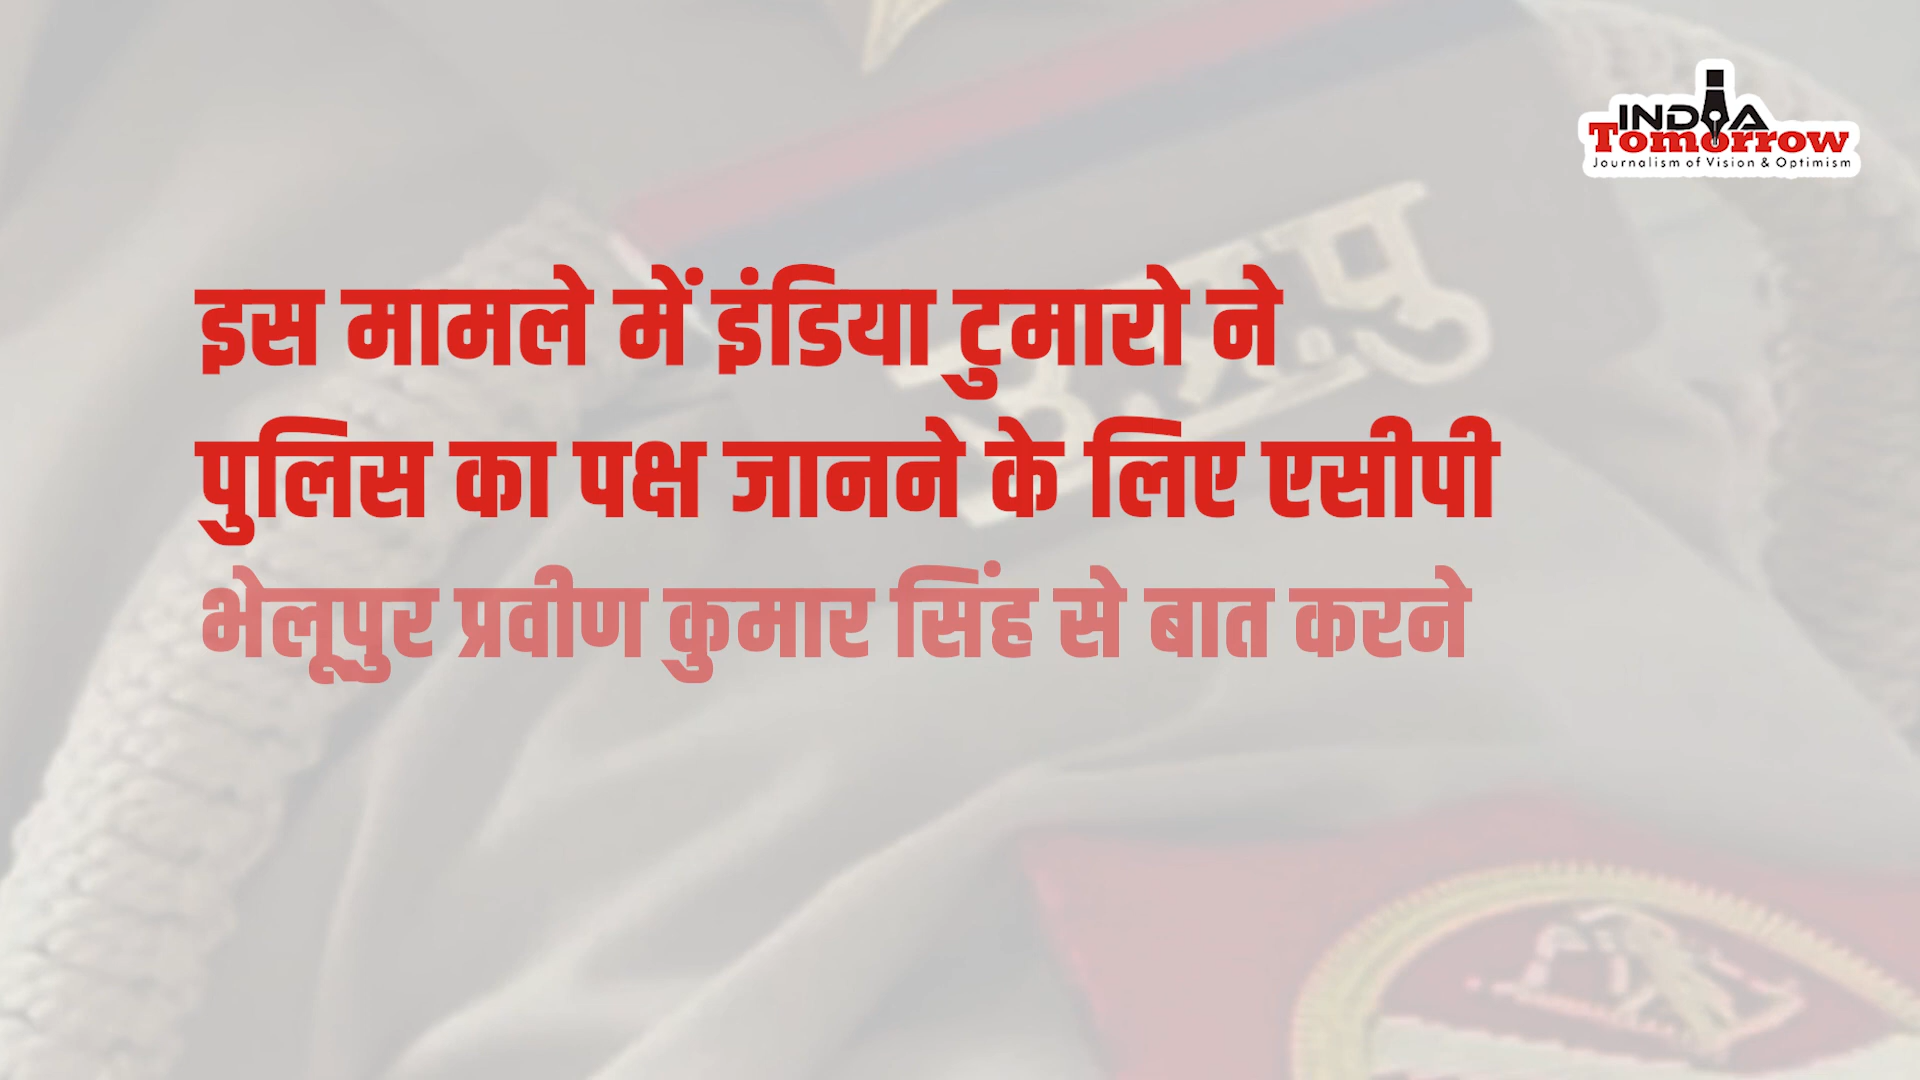 INDIA
Tomorrow
Journalism of Vision & Optimism
उ.प्र.पु
इस मामले में इंडिया टुमारो ने
पुलिस का पक्ष जानने के लिए एसीपी
भेलूपुर प्रवीण कुमार सिंह से बात करने